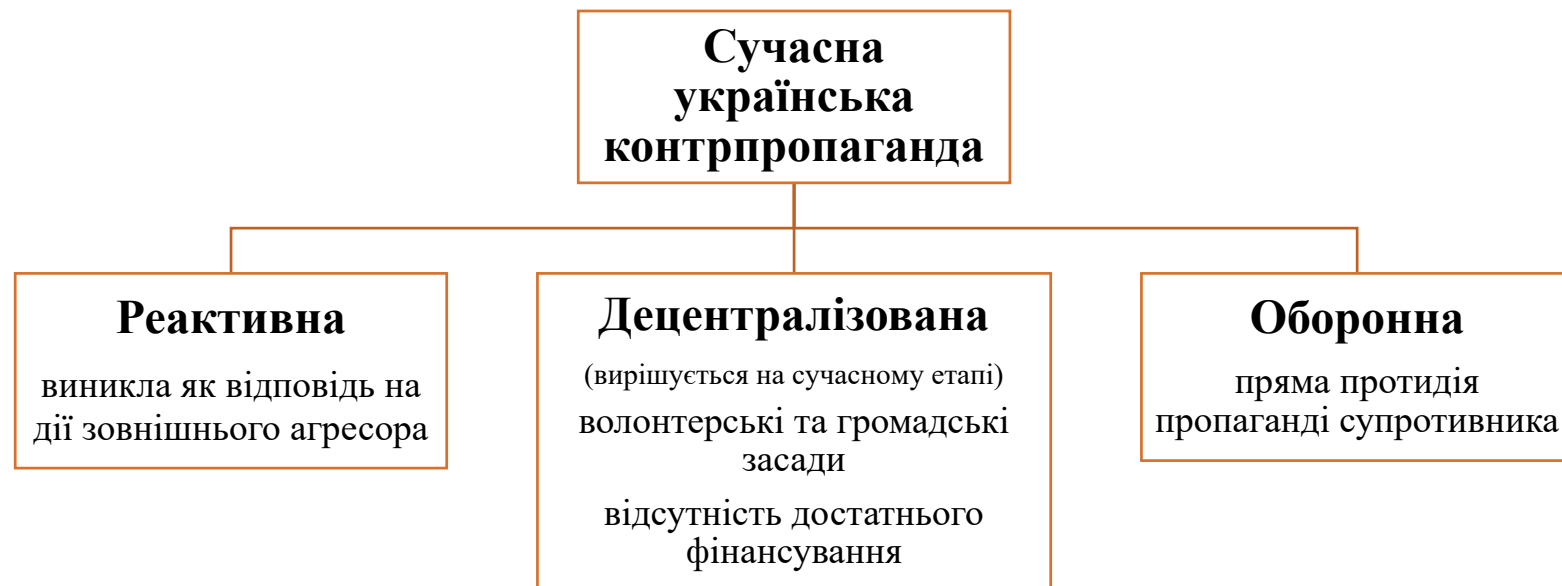 Сучасна
українська
контрпропаганда
Реактивна
виникла як відповідь на
дії зовнішнього агресора
Децентралізована
(вирішується на сучасному етапі)
волонтерські та громадські
засади
відсутність достатнього
фінансування
Оборонна
пряма протидія
пропаганді супротивника